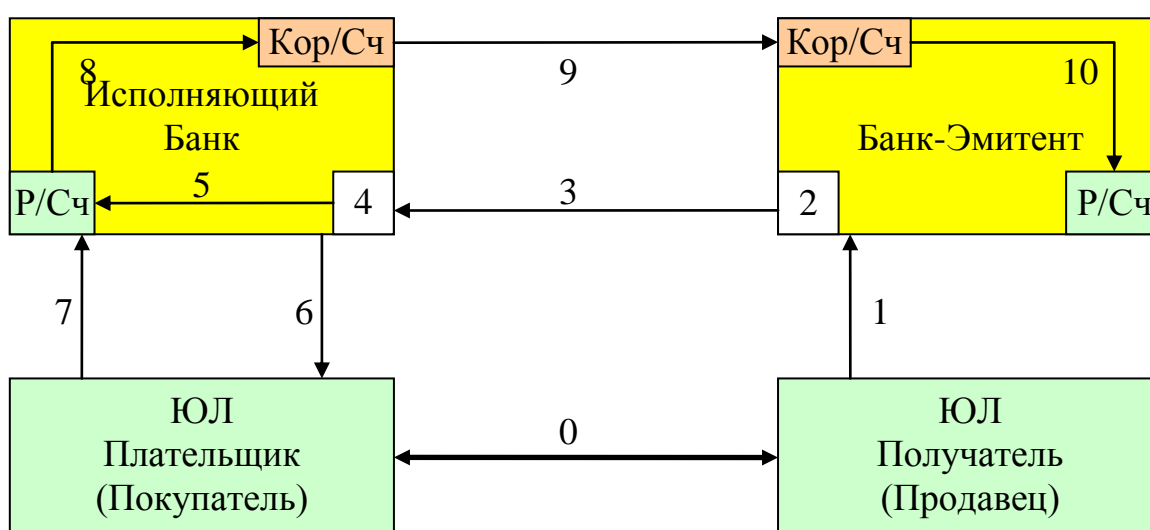 Кор/Сч
Кор/Сч
8
9
10
Исполняющий
Банк
Банк-Эмитент
Р/Сч
5
4
3
2
Р/Сч
7
6
1
ЮЛ
Плательщик
(Покупатель)
0
ЮЛ
Получатель
(Продавец)